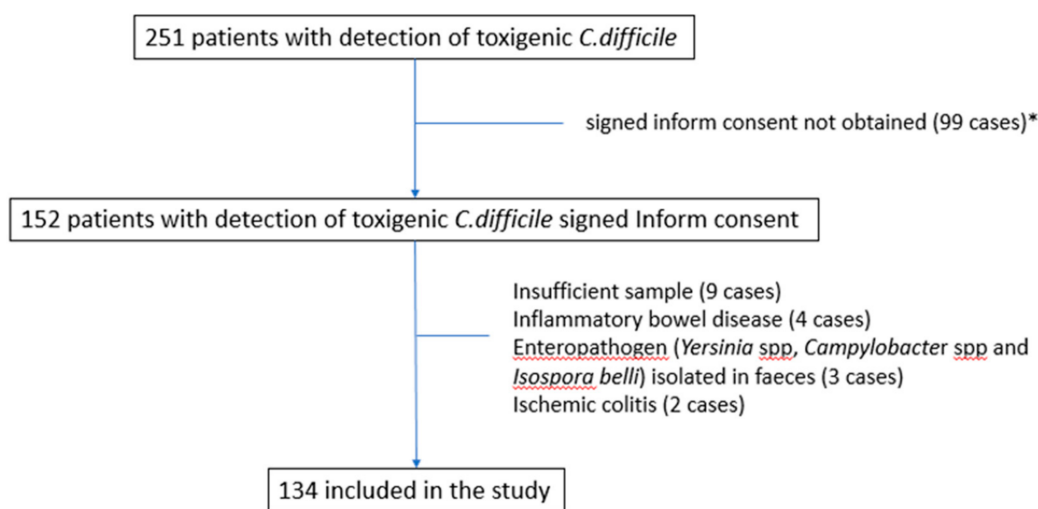 251 patients with detection of toxigenic C.difficile
signed inform consent not obtained (99 cases)*
152 patients with detection of toxigenic C.difficile signed Inform consent
Insufficient sample (9 cases)
Inflammatory bowel disease (4 cases)
Enteropathogen (Yersinia spp, Campylobacter spp and
Isospora belli) isolated in faeces (3 cases)
Ischemic colitis (2 cases)
134 included in the study